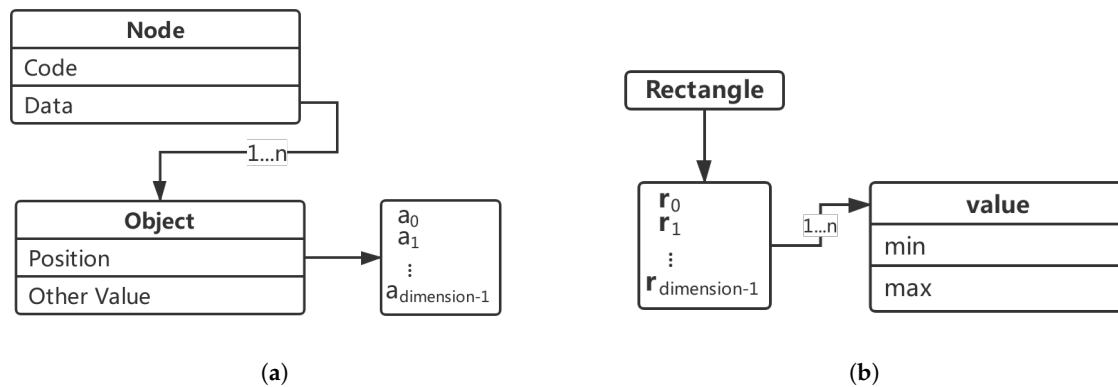 Node
Code
Data
1...n
Object
Position
Other Value
a0
a1
⋮
adimension-1
(a)
Rectangle
r0
r1
⋮
rdimension-1
1...n
value
min
max
(b)